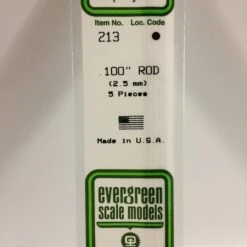 Item No. Loc. Code
213
.100" ROD
(2.5 mm)
5 Pieces
Made in U.S.A.
evergreen
scale models